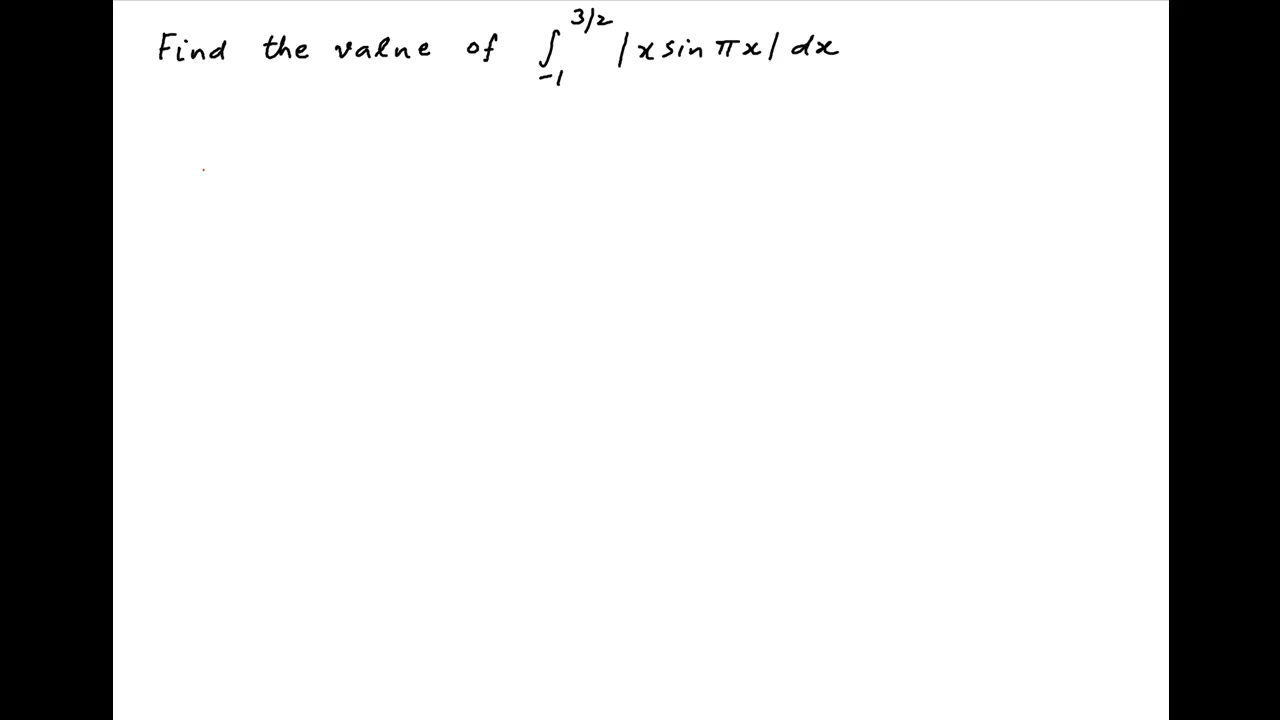 Find the value of ∫_{-1}^{3/2} |x sin πx| dx